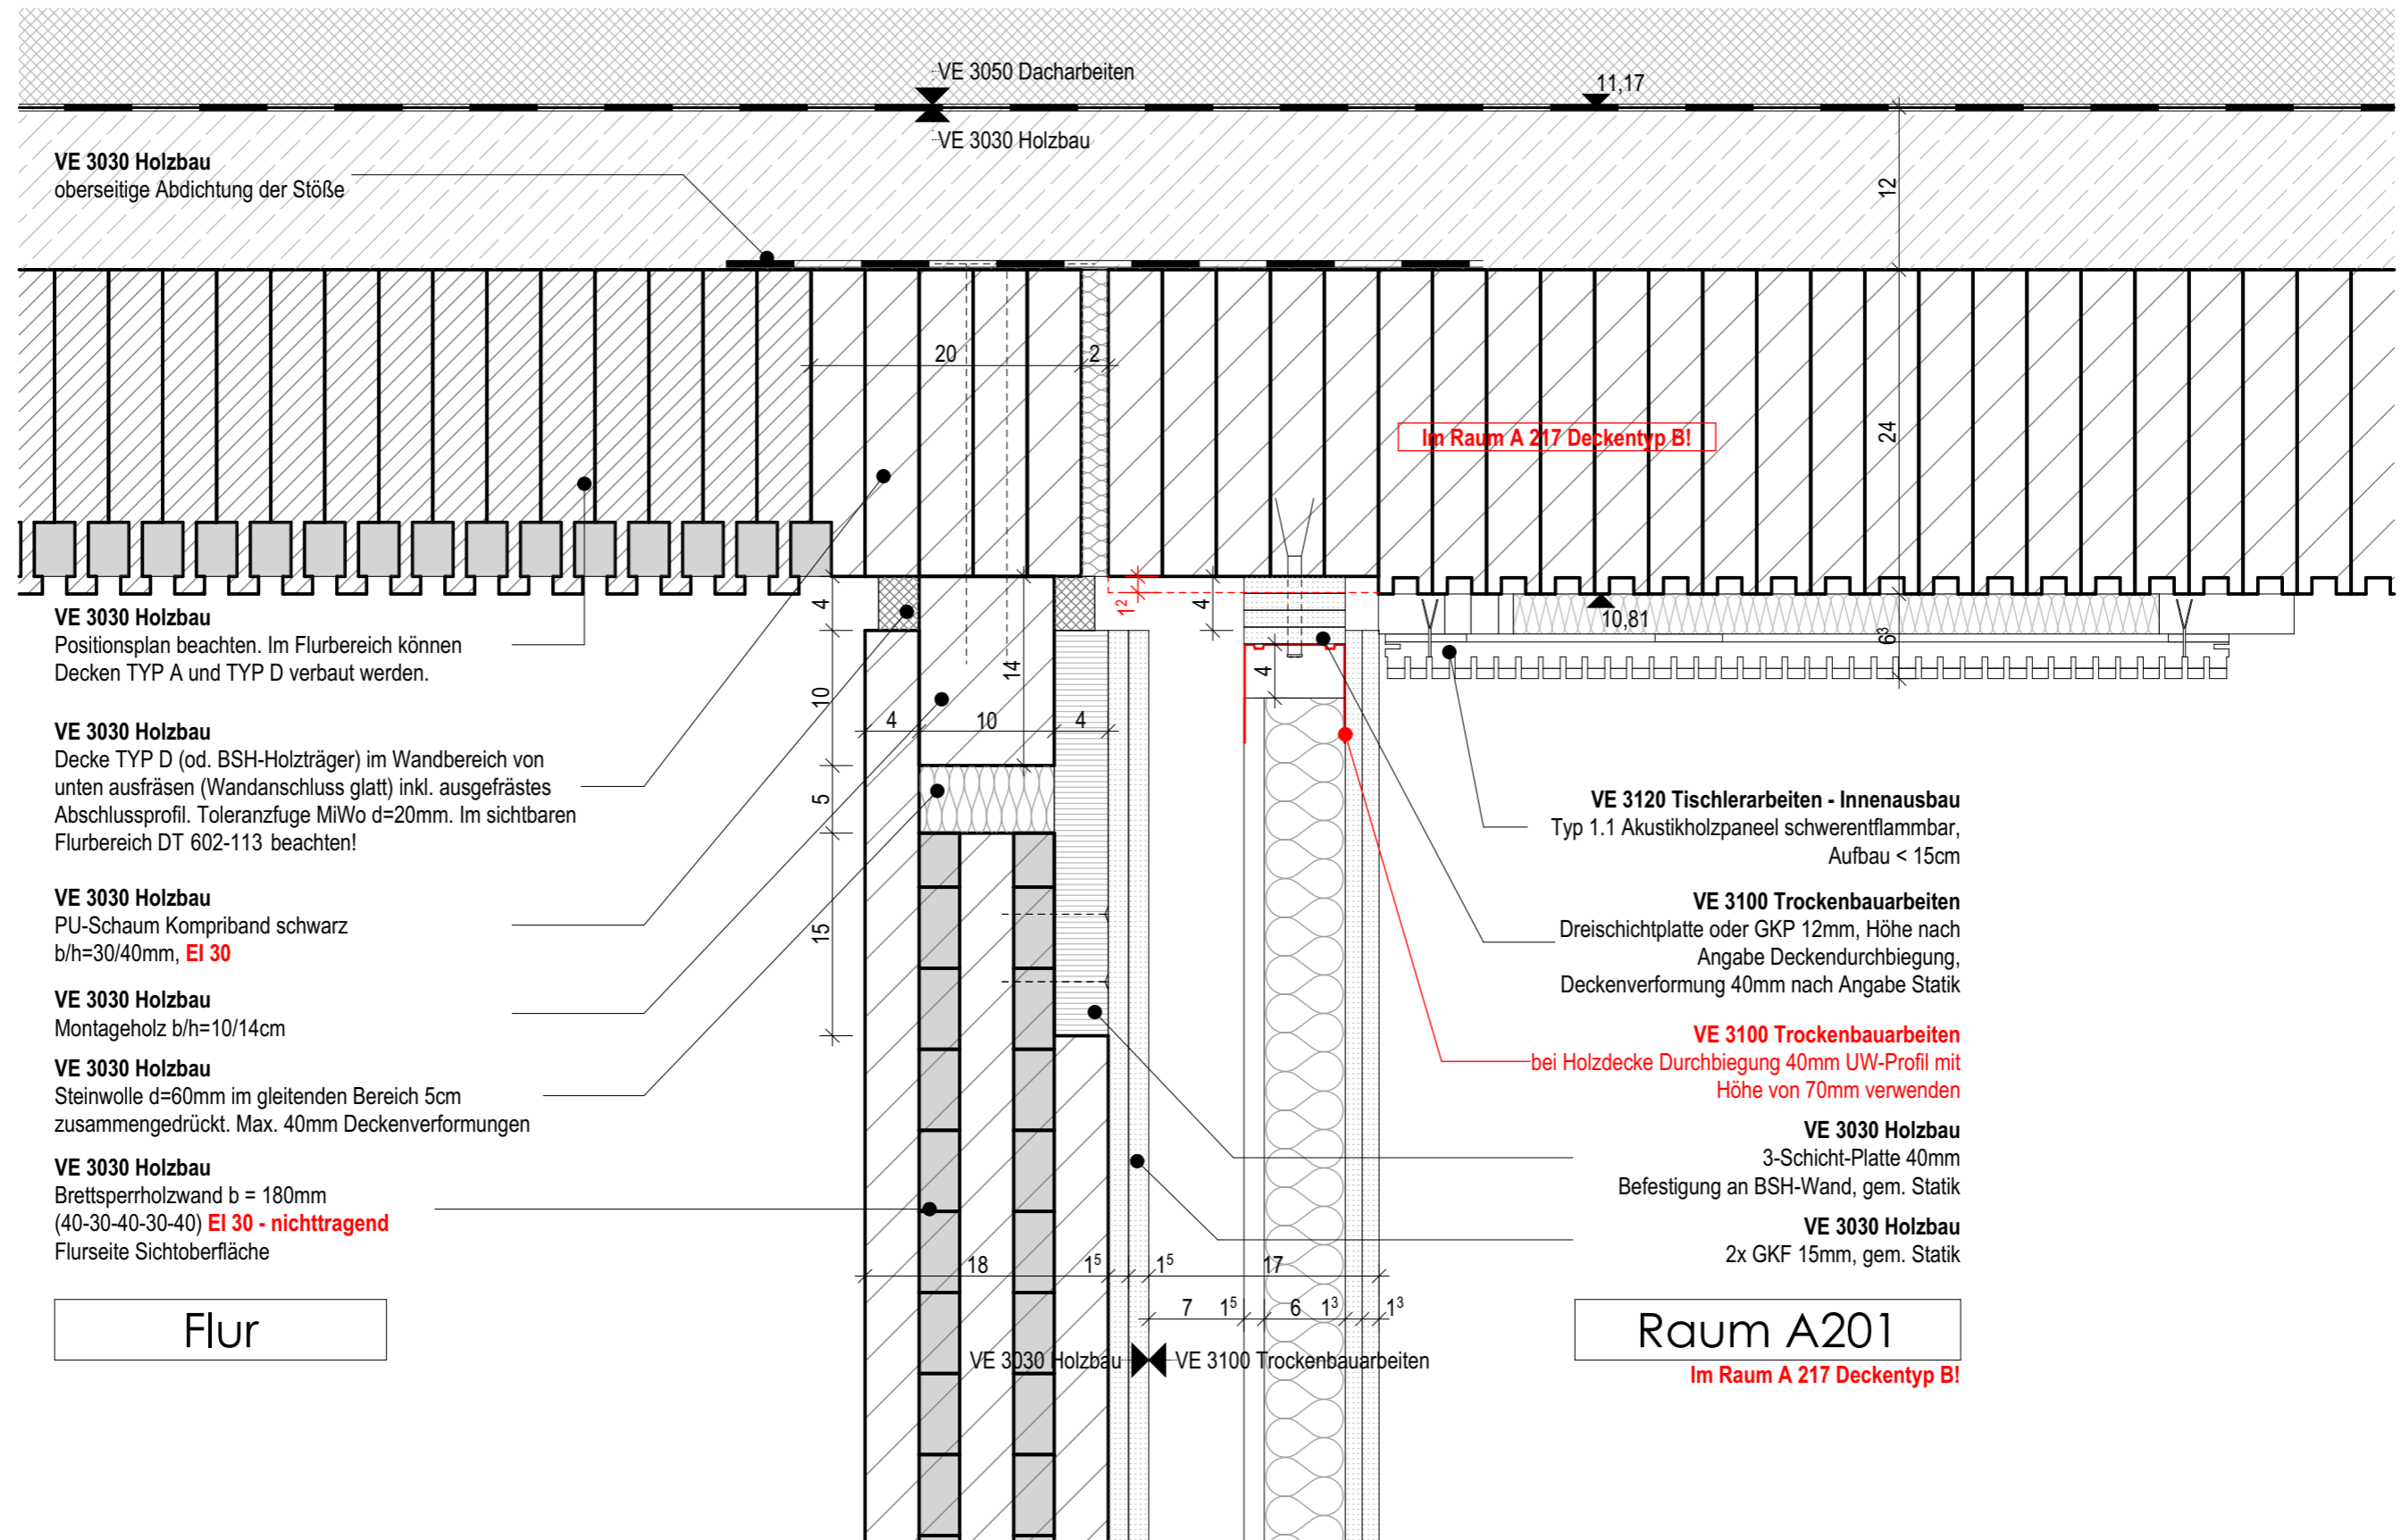 VE 3050 Dacharbeiten
11,17
VE 3030 Holzbau
VE 3030 Holzbau
oberseitige Abdichtung der Stöße
12
20
2
24
Im Raum A 217 Deckentyp B!
VE 3030 Holzbau
Positionsplan beachten. Im Flurbereich können
Decken TYP A und TYP D verbaut werden.
VE 3030 Holzbau
Decke TYP D (od. BSH-Holzträger) im Wandbereich von
unten ausfräsen (Wandanschluss glatt) inkl. ausgefrästes
Abschlussprofil. Toleranzfuge MiWo d=20mm. Im sichtbaren
Flurbereich DT 602-113 beachten!
VE 3030 Holzbau
PU-Schaum Kompriband schwarz
b/h=30/40mm, EI 30
VE 3030 Holzbau
Montageholz b/h=10/14cm
VE 3030 Holzbau
Steinwolle d=60mm im gleitenden Bereich 5cm
zusammengedrückt. Max. 40mm Deckenverformungen
VE 3030 Holzbau
Brettsperrholzwand b = 180mm
(40-30-40-30-40) EI 30 - nichttragend
Flurseite Sichtoberfläche
Flur
4
10
5
15
14
4
10
4
1²
4
4
10,81
6³
VE 3120 Tischlerarbeiten - Innenausbau
Typ 1.1 Akustikholzpaneel schwerentflammbar,
Aufbau < 15cm
VE 3100 Trockenbauarbeiten
Dreischichtplatte oder GKP 12mm, Höhe nach
Angabe Deckendurchbiegung,
Deckenverformung 40mm nach Angabe Statik
VE 3100 Trockenbauarbeiten
bei Holzdecke Durchbiegung 40mm UW-Profil mit
Höhe von 70mm verwenden
VE 3030 Holzbau
3-Schicht-Platte 40mm
Befestigung an BSH-Wand, gem. Statik
VE 3030 Holzbau
2x GKF 15mm, gem. Statik
18
1⁵
1⁵
17
7
1⁵
6
1³
1³
VE 3030 Holzbau
VE 3100 Trockenbauarbeiten
Raum A201
Im Raum A 217 Deckentyp B!